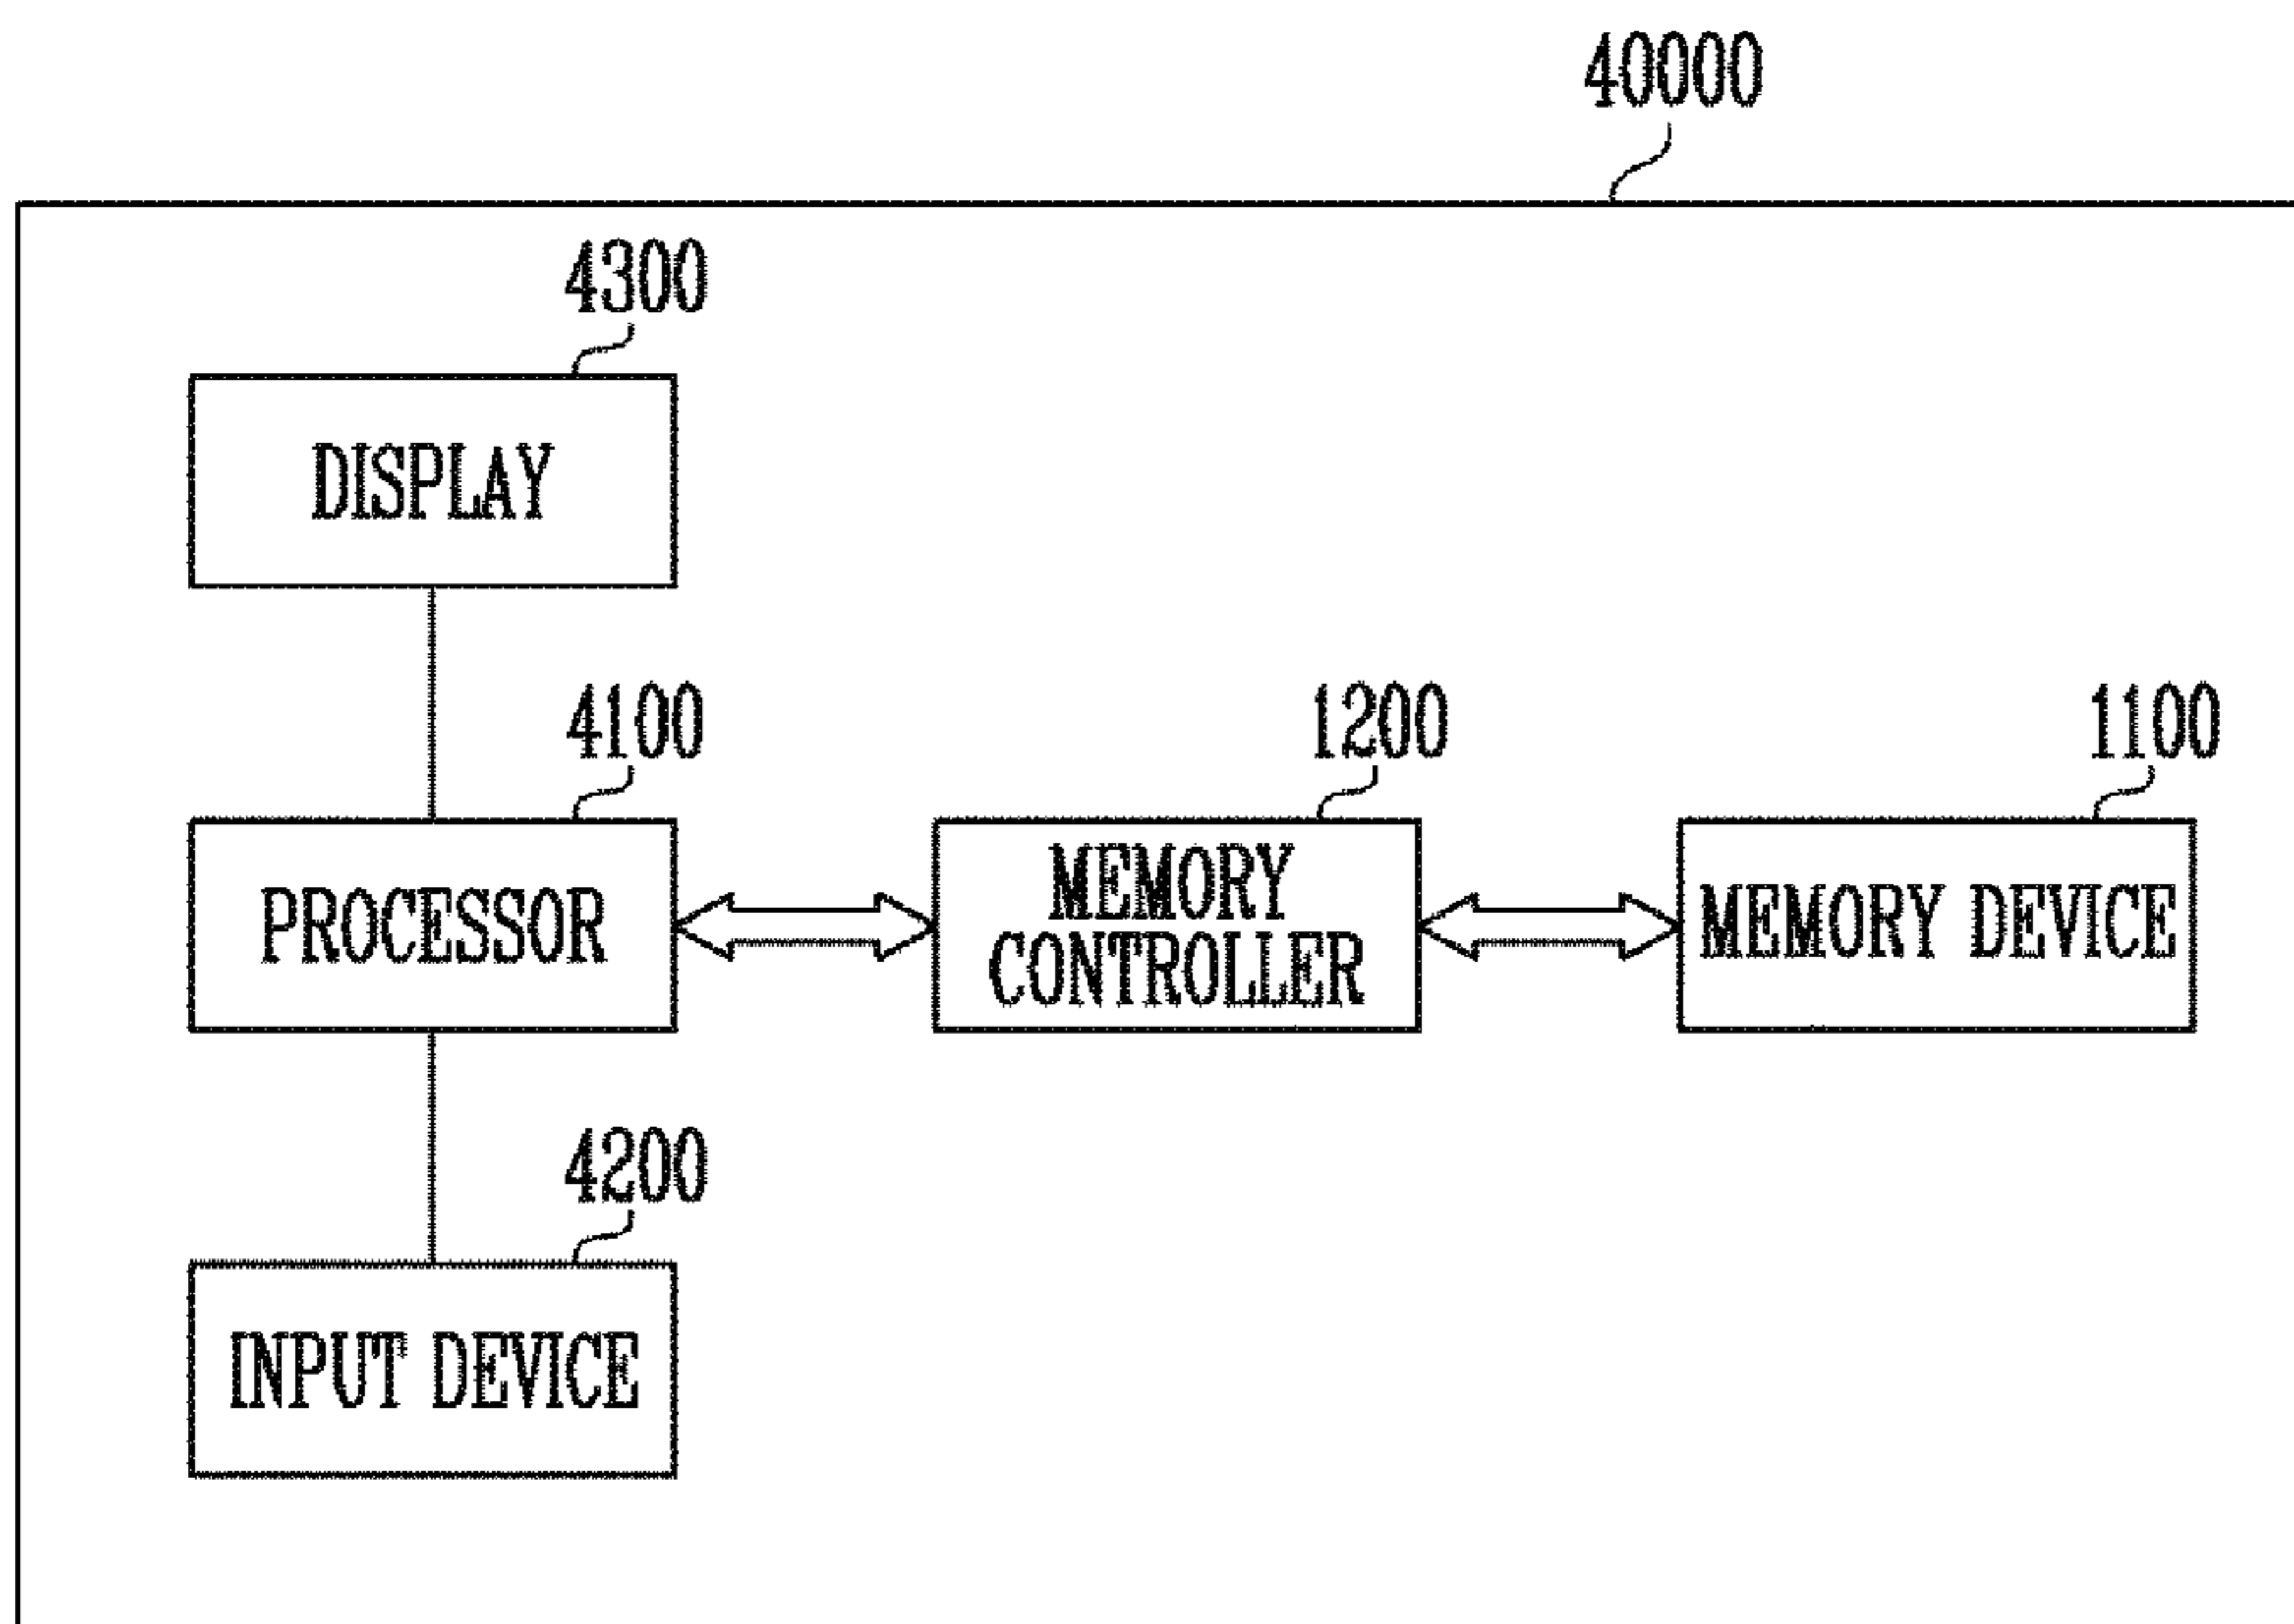 40000
4300
DISPLAY
4100
1200
1100
PROCESSOR
MEMORY
CONTROLLER
MEMORY DEVICE
4200
INPUT DEVICE